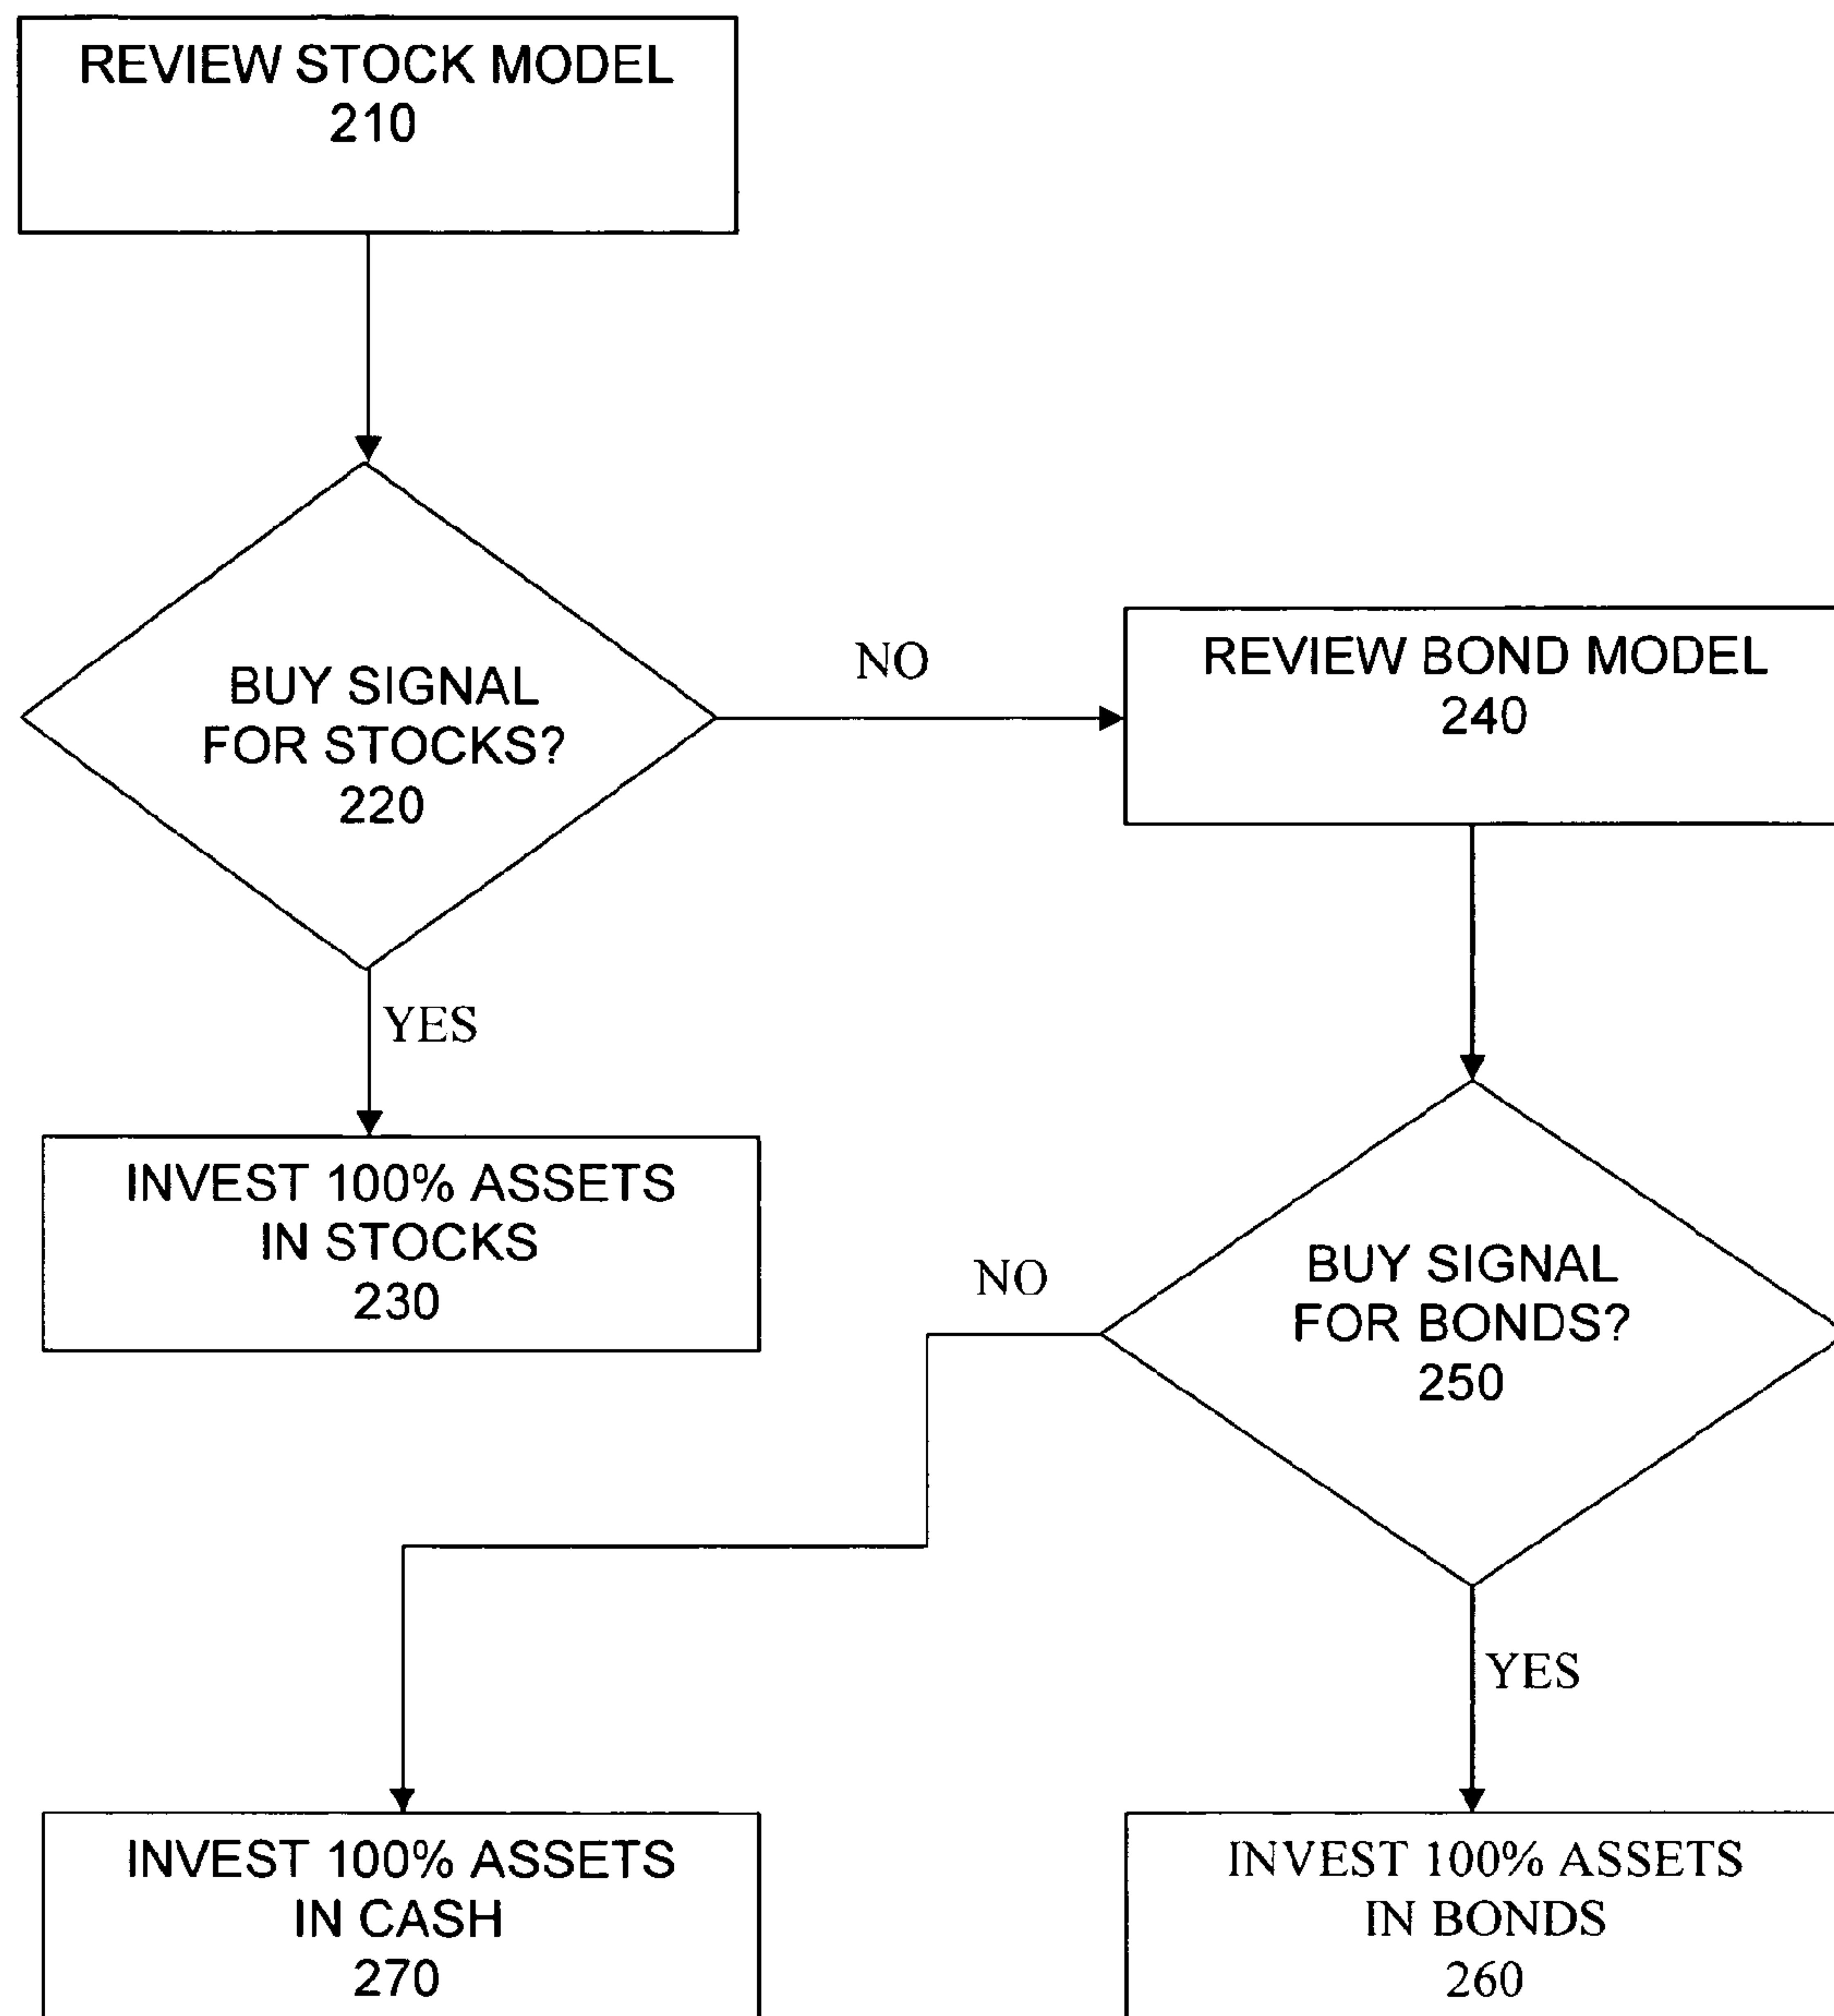 REVIEW STOCK MODEL
210
BUY SIGNAL
FOR STOCKS?
220
NO
REVIEW BOND MODEL
240
YES
INVEST 100% ASSETS
IN STOCKS
230
NO
BUY SIGNAL
FOR BONDS?
250
YES
INVEST 100% ASSETS
IN CASH
270
INVEST 100% ASSETS
IN BONDS
260